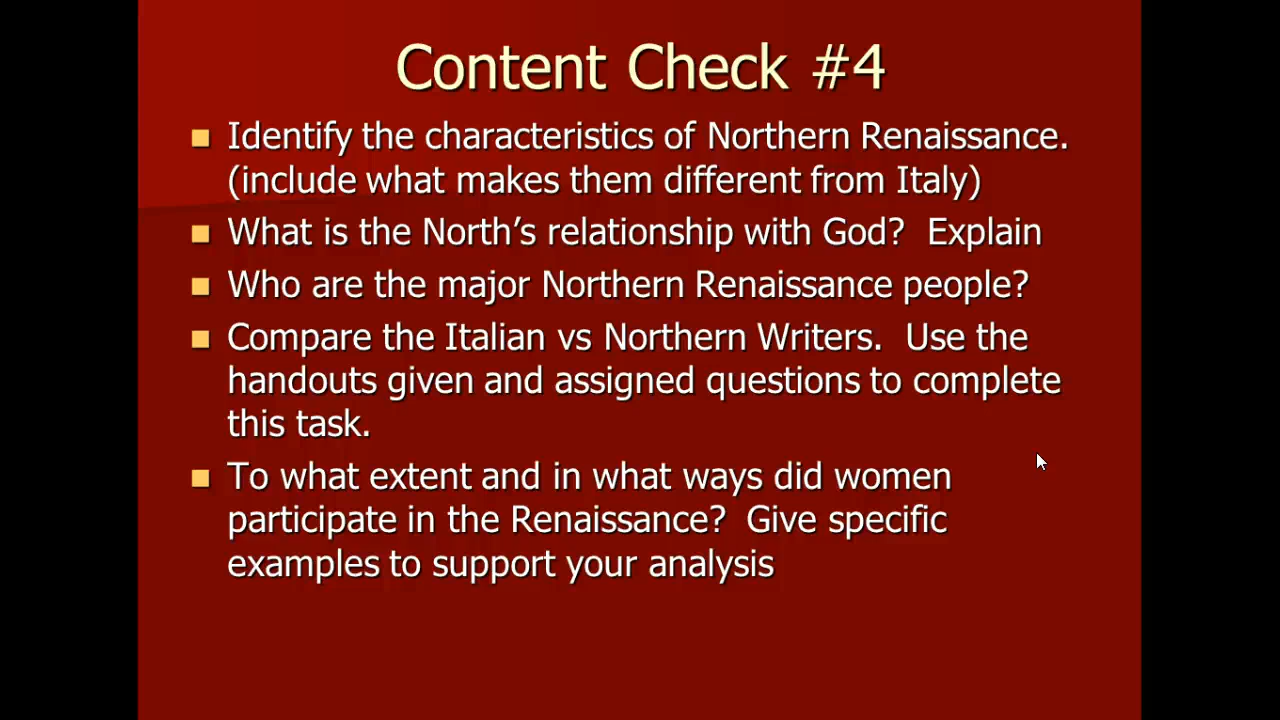 Content Check #4
Identify the characteristics of Northern Renaissance.
(include what makes them different from Italy)
What is the North’s relationship with God?  Explain
Who are the major Northern Renaissance people?
Compare the Italian vs Northern Writers.  Use the
handouts given and assigned questions to complete
this task.
To what extent and in what ways did women
participate in the Renaissance?  Give specific
examples to support your analysis